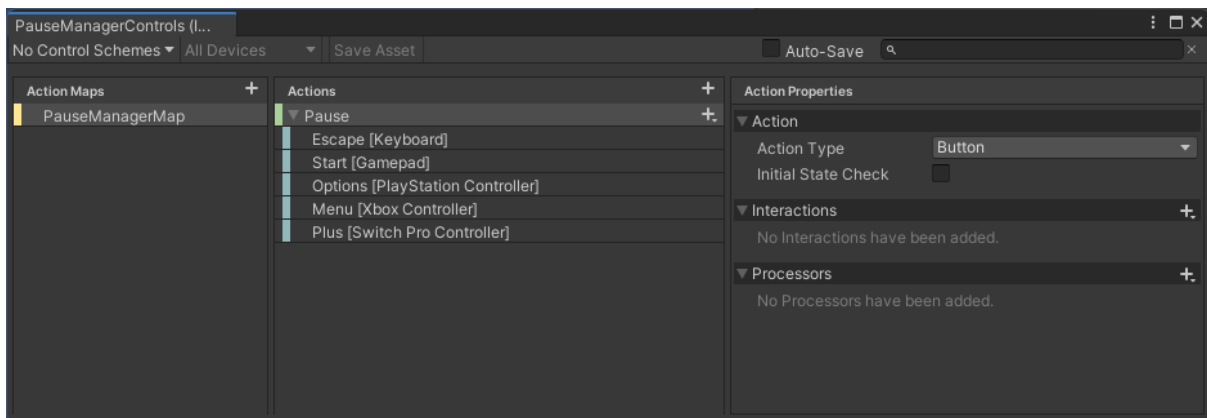 PauseManagerControls (I...
No Control Schemes All Devices Save Asset Auto-Save
Action Maps
PauseManagerMap
Actions
Pause
Escape [Keyboard]
Start [Gamepad]
Options [PlayStation Controller]
Menu [Xbox Controller]
Plus [Switch Pro Controller]
Action Properties
Action
Action Type Button
Initial State Check
Interactions
No Interactions have been added.
Processors
No Processors have been added.